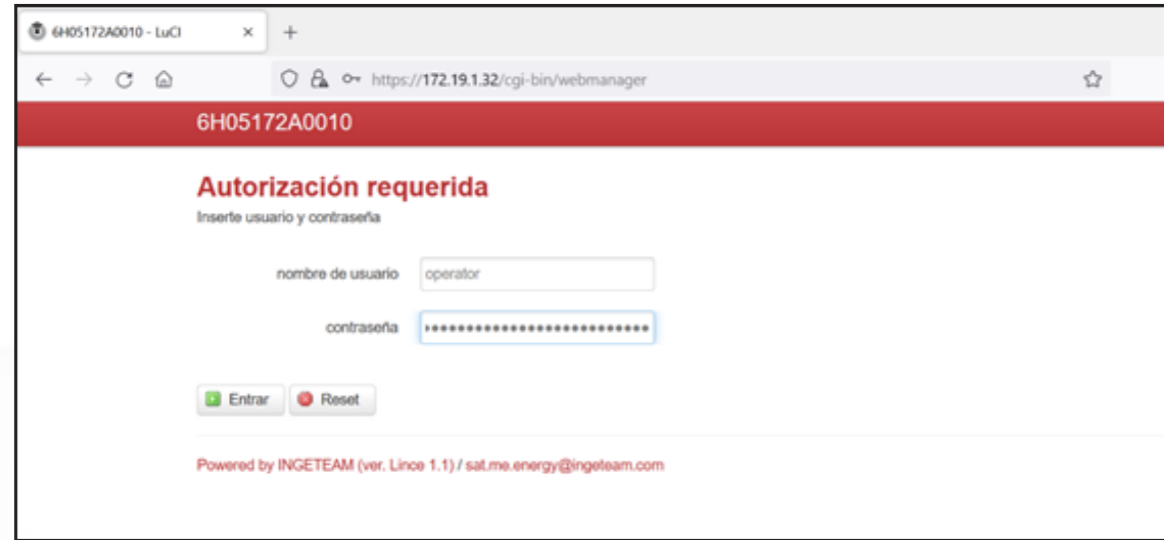 6H05172A0010 - LuCI
https://172.19.1.32/cgi-bin/webmanager
6H05172A0010
Autorización requerida
Inserte usuario y contraseña
nombre de usuario operator
contraseña
Entrar Reset
Powered by INGETEAM (ver. Lince 1.1) / sat.me.energy@ingeteam.com